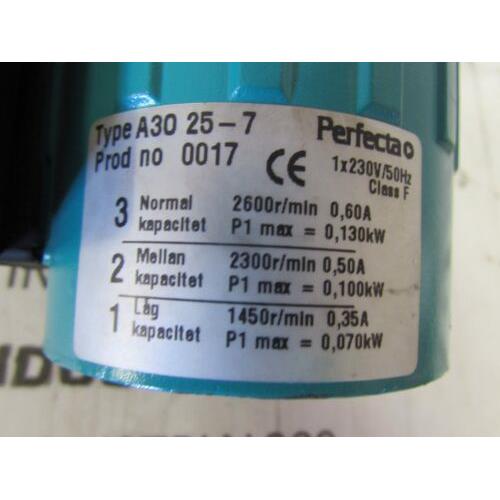 Type A30 25-7 Perfecta
Prod no 0017 CE 1x230V/50Hz
Class F
3 Normal kapacitet 2600r/min 0,60A
P1 max = 0,130kW
2 Mellan kapacitet 2300r/min 0,50A
P1 max = 0,100kW
1 Låg kapacitet 1450r/min 0,35A
P1 max = 0,070kW